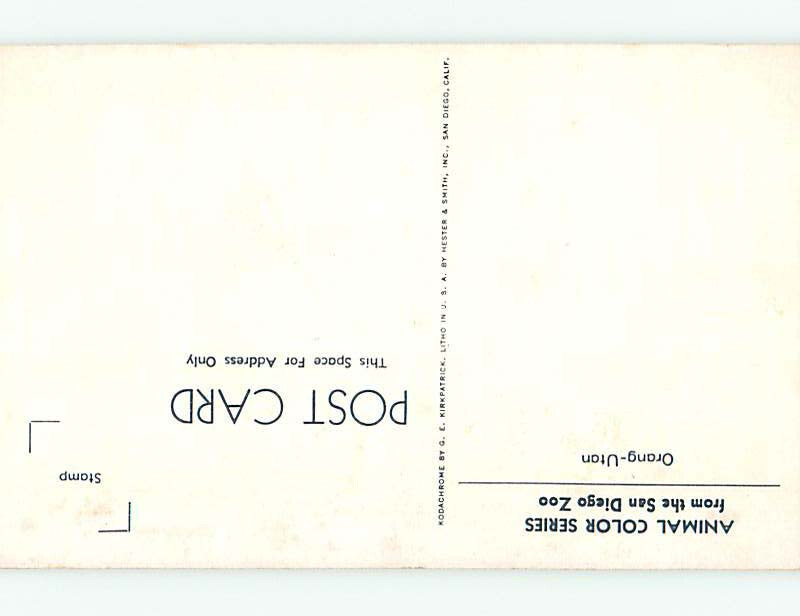 ANIMAL COLOR SERIES
from the San Diego Zoo
Orang-Utan
KODACHROME BY G. E. KIRKPATRICK. LITHO IN U. S. A. BY HESTER & SMITH, INC., SAN DIEGO, CALIF.
Stamp
POST CARD
This Space For Address Only